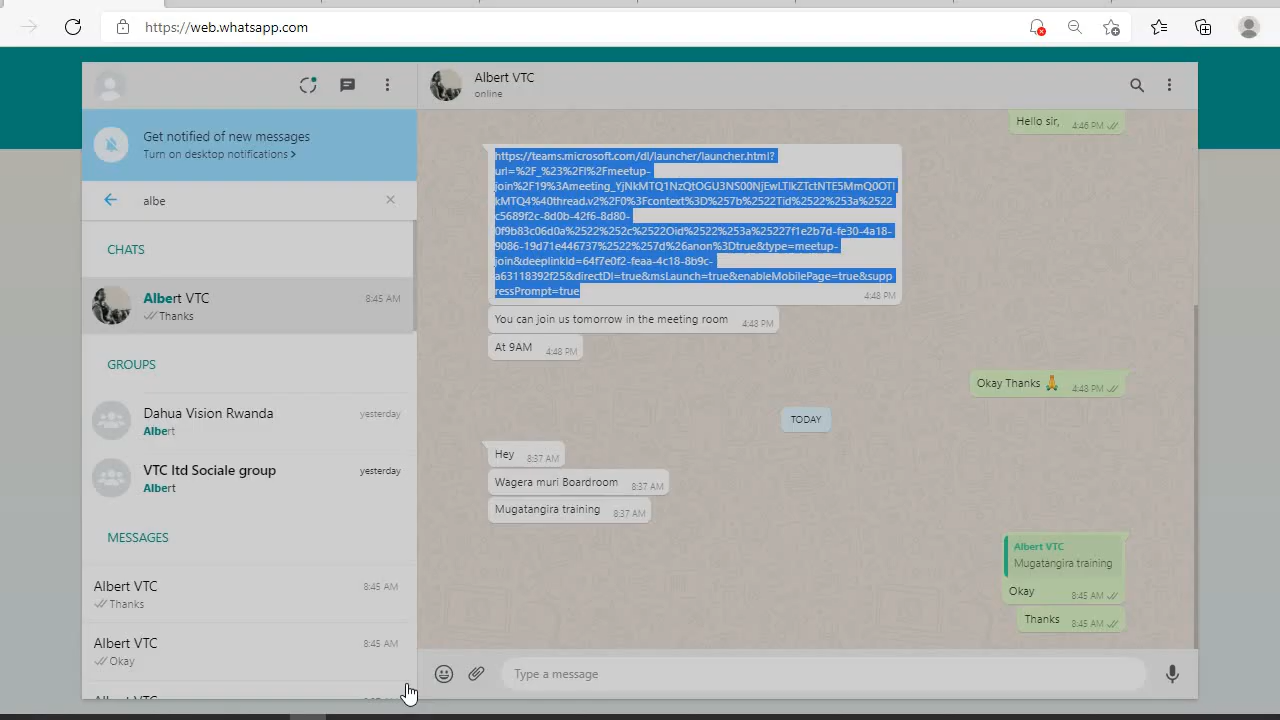 https://web.whatsapp.com
Albert VTC
online
Get notified of new messages
Turn on desktop notifications >
albe
CHATS
Albert VTC
8:45 AM
Thanks
GROUPS
Dahua Vision Rwanda
yesterday
Albert
VTC ltd Sociale group
yesterday
Albert
MESSAGES
Albert VTC
8:45 AM
Thanks
Albert VTC
8:45 AM
Okay
Albert VTC
Hello sir,
4:46 PM
https://teams.microsoft.com/dl/launcher/launcher.html?
url=%2F_%23%2Fl%2Fmeetup-
join%2F19%3Ameeting_YjNkMTQ1NzQtOGU3NS00NjEwLTlkZTctNTE5MmQ0OTl
kMTQ4%40thread.v2%2F0%3Fcontext%3D%257b%2522Tid%2522%253a%2522
c5689f2c-8d0b-42f6-8d80-
0f9b83c06d0a%2522%252c%2522Oid%2522%253a%25227f1e2b7d-fe30-4a18-
9086-19d71e446737%2522%257d%26anon%3Dtrue&type=meetup-
join&deeplinkId=64f7e0f2-feaa-4c18-8b9c-
a63118392f25&directDl=true&msLaunch=true&enableMobilePage=true&supp
ressPrompt=true
4:48 PM
You can join us tomorrow in the meeting room
4:48 PM
At 9AM
4:48 PM
Okay Thanks 🙏
4:48 PM
TODAY
Hey
8:37 AM
Wagera muri Boardroom
8:37 AM
Mugatangira training
8:37 AM
Albert VTC
Mugatangira training
Okay
8:45 AM
Thanks
8:45 AM
Type a message